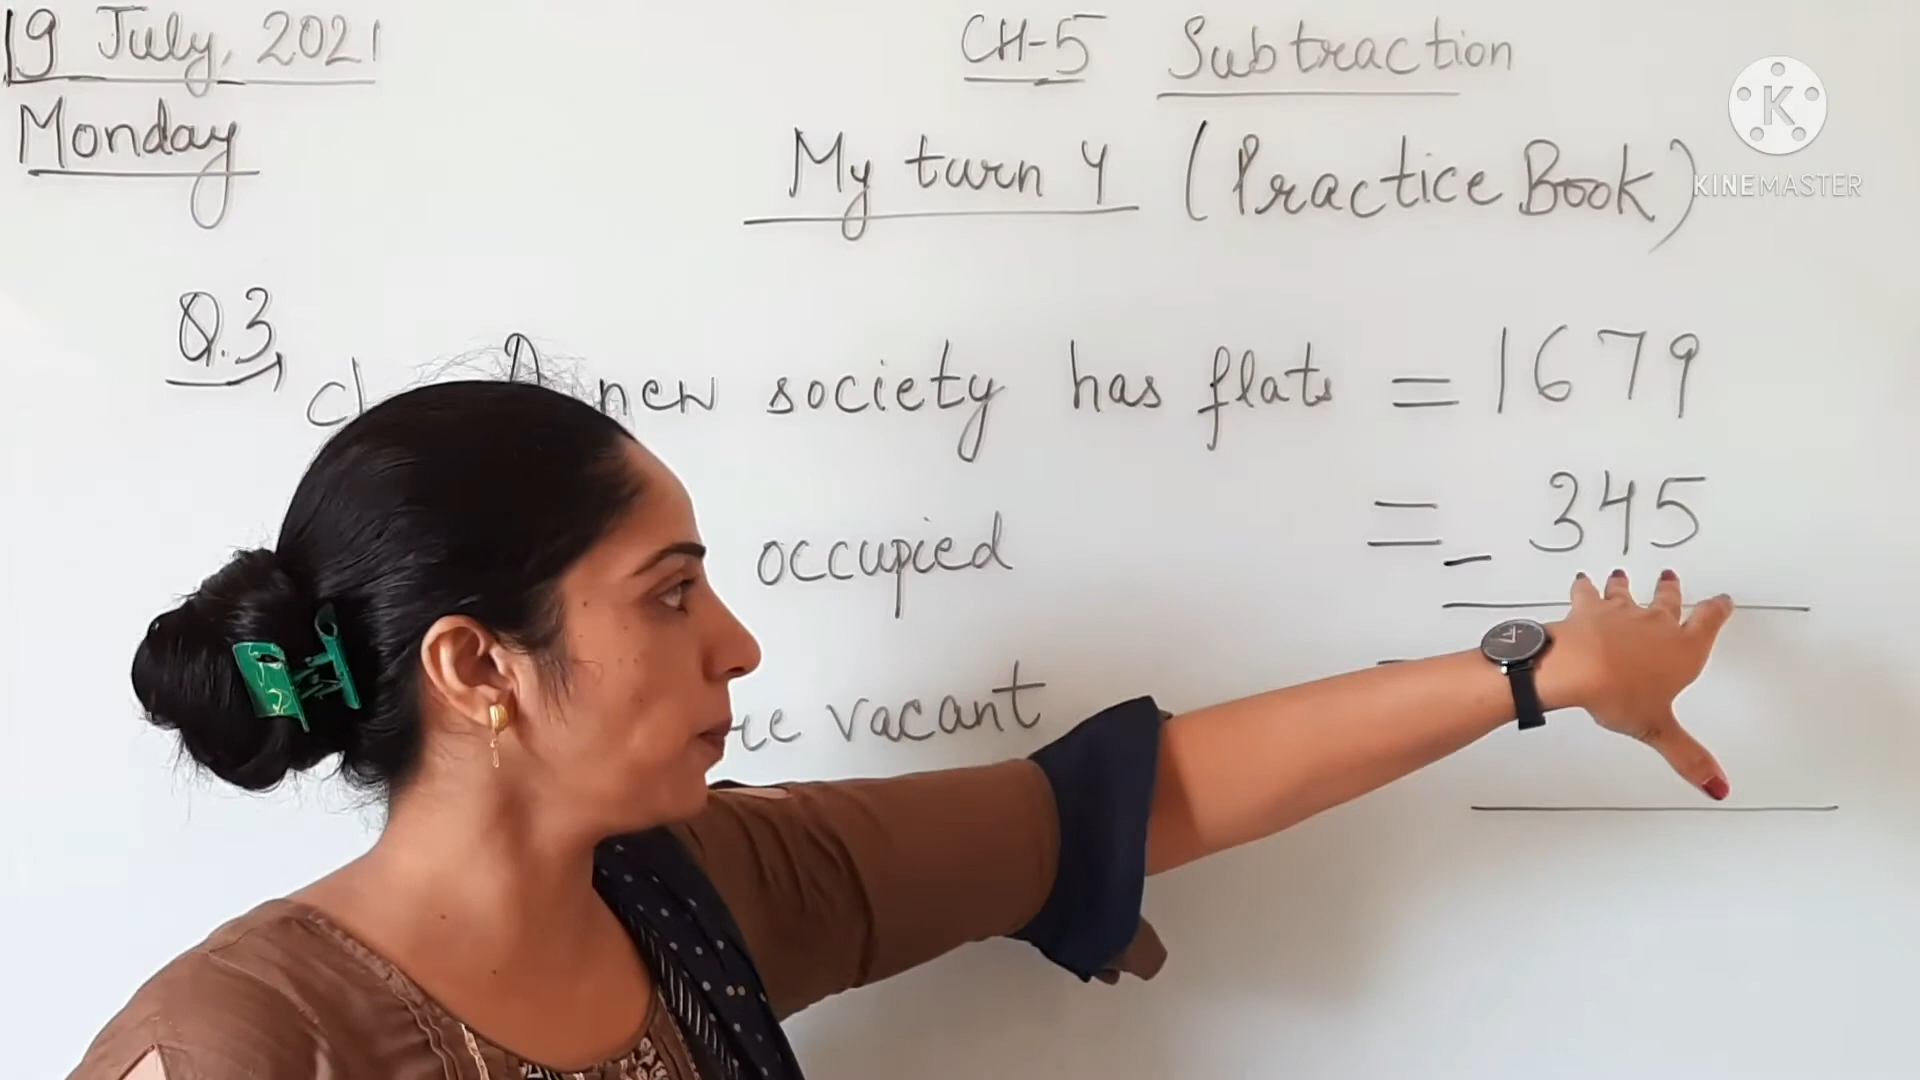 19 July, 2021
Monday
CH-5 Subtraction
My turn 4 (Practice Book)
KINEMASTER
Q.3,
new society has flats = 1679
occupied = - 345
vacant